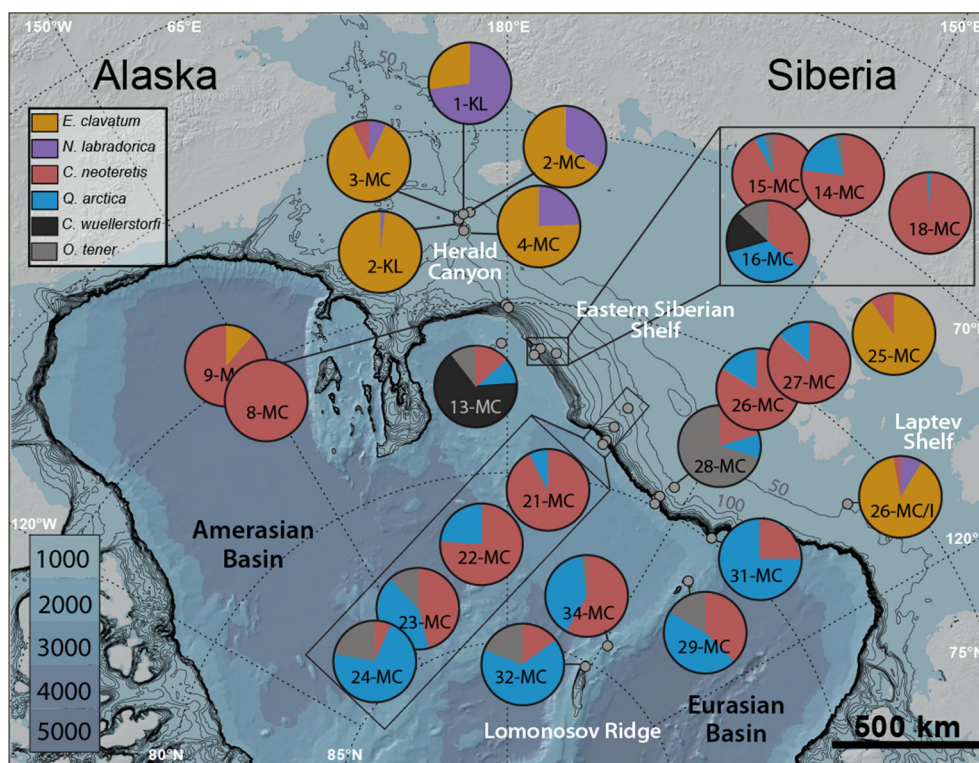 150°W
65°E
180°E
150°E
Alaska
Siberia
50
E. clavatum
N. labradorica
C. neoteretis
Q. arctica
C. wuellerstorfi
O. tener
1-KL
3-MC
2-MC
2-KL
4-MC
Herald
Canyon
15-MC
14-MC
18-MC
16-MC
Eastern Siberian
Shelf
70°
25-MC
9-M
8-MC
13-MC
27-MC
26-MC
28-MC
Laptev
Shelf
50
100
26-MC/I
120°W
120°
Amerasian
Basin
21-MC
22-MC
23-MC
24-MC
34-MC
32-MC
31-MC
29-MC
1000
2000
3000
4000
5000
75°N
Lomonosov Ridge
Eurasian
Basin
500 km
80°N
85°N